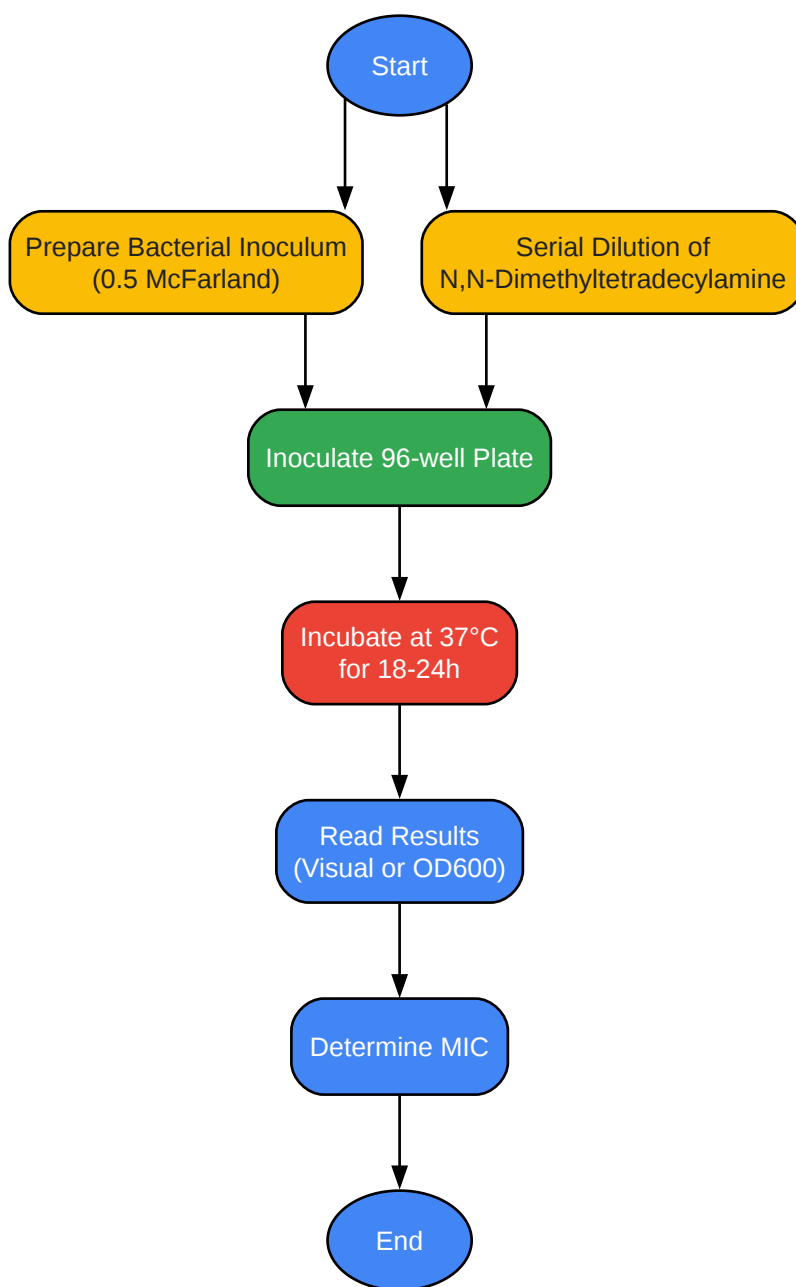 Start
Prepare Bacterial Inoculum
(0.5 McFarland)
Serial Dilution of
N,N-Dimethyltetradecylamine
Inoculate 96-well Plate
Incubate at 37°C
for 18-24h
Read Results
(Visual or OD600)
Determine MIC
End